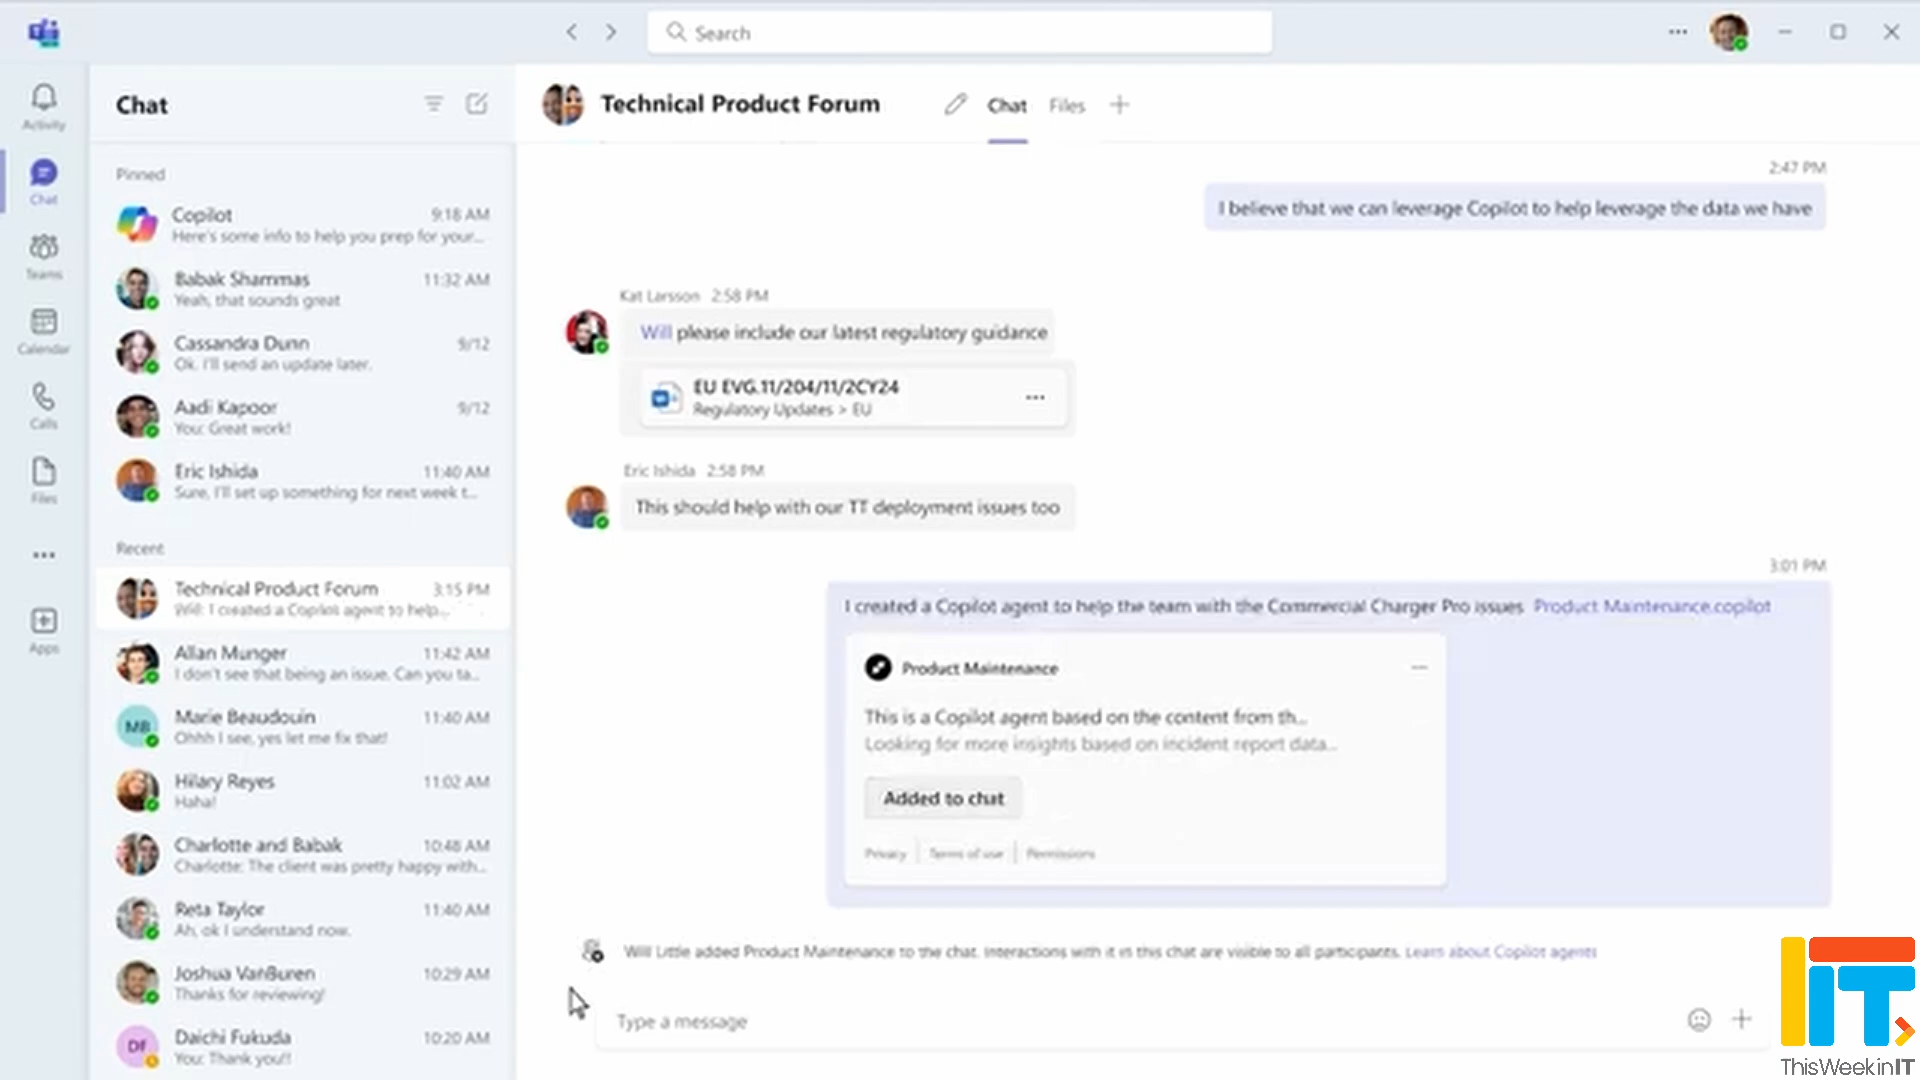 Search
Activity
Chat
Teams
Calendar
Calls
Files
Apps
Chat
Pinned
Copilot 9:18 AM
Here's some info to help you prep for your...
Babak Shammas 11:32 AM
Yeah, that sounds great
Cassandra Dunn 9/12
Ok. I'll send an update later.
Aadi Kapoor 9/12
You: Great work!
Eric Ishida 11:40 AM
Sure, I'll set up something for next week t...
Recent
Technical Product Forum 3:15 PM
Will: I created a Copilot agent to help...
Allan Munger 11:42 AM
I don't see that being an issue. Can you ta...
MB
Marie Beaudouin 11:40 AM
Ohhh I see, yes let me fix that!
Hilary Reyes 11:02 AM
Haha!
Charlotte and Babak 10:48 AM
Charlotte: The client was pretty happy with...
Reta Taylor 11:40 AM
Ah, ok I understand now.
Joshua VanBuren 10:29 AM
Thanks for reviewing!
DF
Daichi Fukuda 10:20 AM
You: Thank you!!
Technical Product Forum Chat Files
2:47 PM
I believe that we can leverage Copilot to help leverage the data we have
Kat Larsson 2:58 PM
Will please include our latest regulatory guidance
EU EVG.11/204/11/2CY24
Regulatory Updates > EU
Eric Ishida 2:58 PM
This should help with our TT deployment issues too
3:01 PM
I created a Copilot agent to help the team with the Commercial Charger Pro issues Product Maintenance.copilot
Product Maintenance
This is a Copilot agent based on the content from th...
Looking for more insights based on incident report data...
Added to chat
Privacy | Terms of use | Permissions
Will Little added Product Maintenance to the chat. Interactions with it in this chat are visible to all participants. Learn about Copilot agents
Type a message
IT
ThisWeekinIT